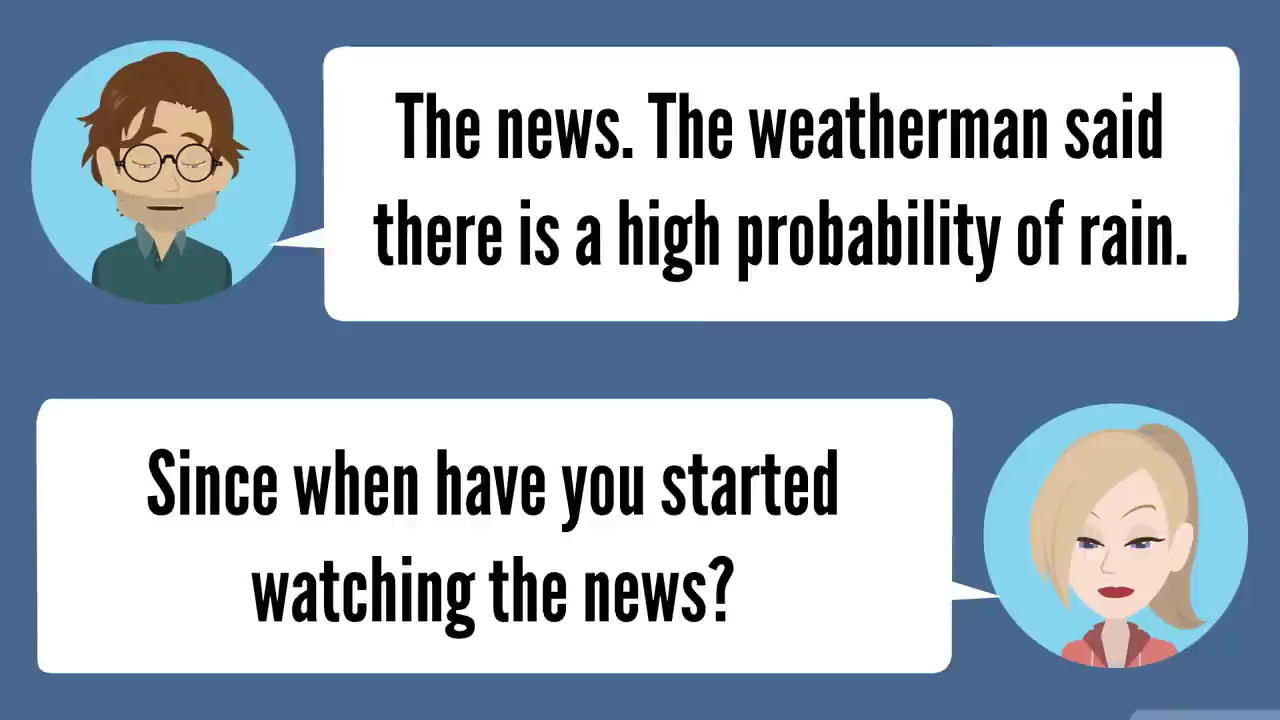 The news. The weatherman said
there is a high probability of rain.
Since when have you started
watching the news?